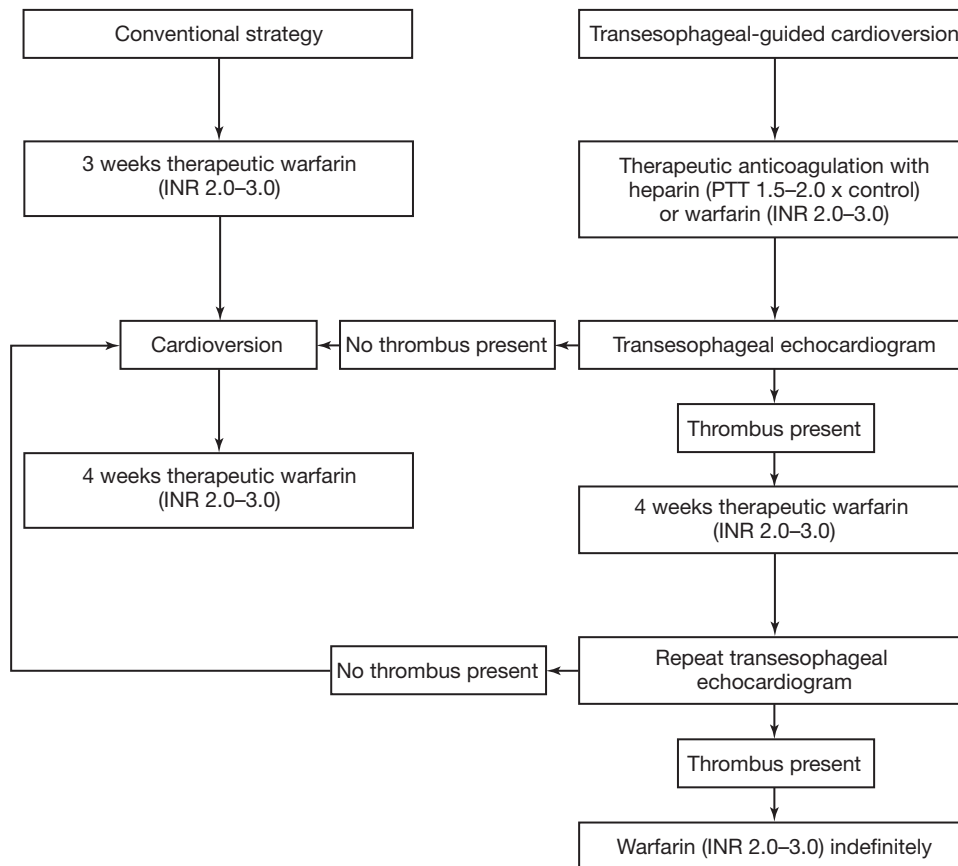 Conventional strategy
Transesophageal-guided cardioversion
3 weeks therapeutic warfarin
(INR 2.0–3.0)
Therapeutic anticoagulation with
heparin (PTT 1.5–2.0 x control)
or warfarin (INR 2.0–3.0)
Cardioversion
No thrombus present
Transesophageal echocardiogram
Thrombus present
4 weeks therapeutic warfarin
(INR 2.0–3.0)
4 weeks therapeutic warfarin
(INR 2.0–3.0)
No thrombus present
Repeat transesophageal
echocardiogram
Thrombus present
Warfarin (INR 2.0–3.0) indefinitely